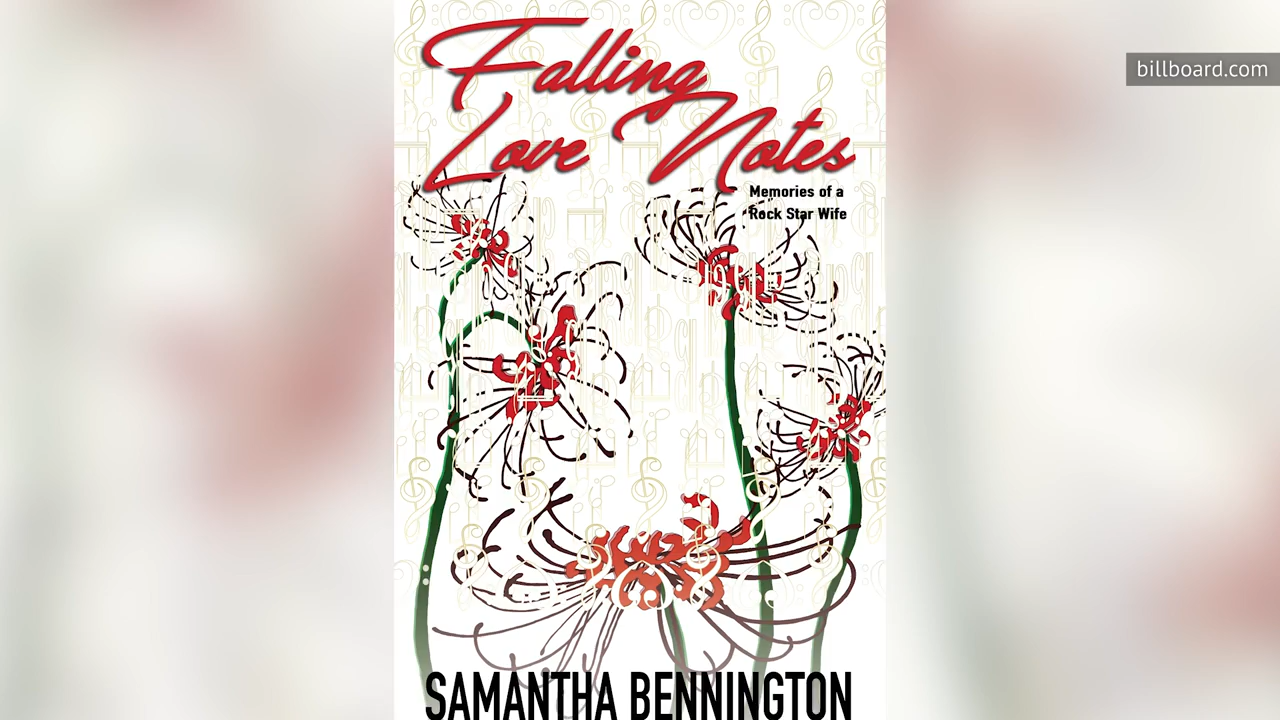 Falling
Love Notes
Memories of a
Rock Star Wife
SAMANTHA BENNINGTON
billboard.com